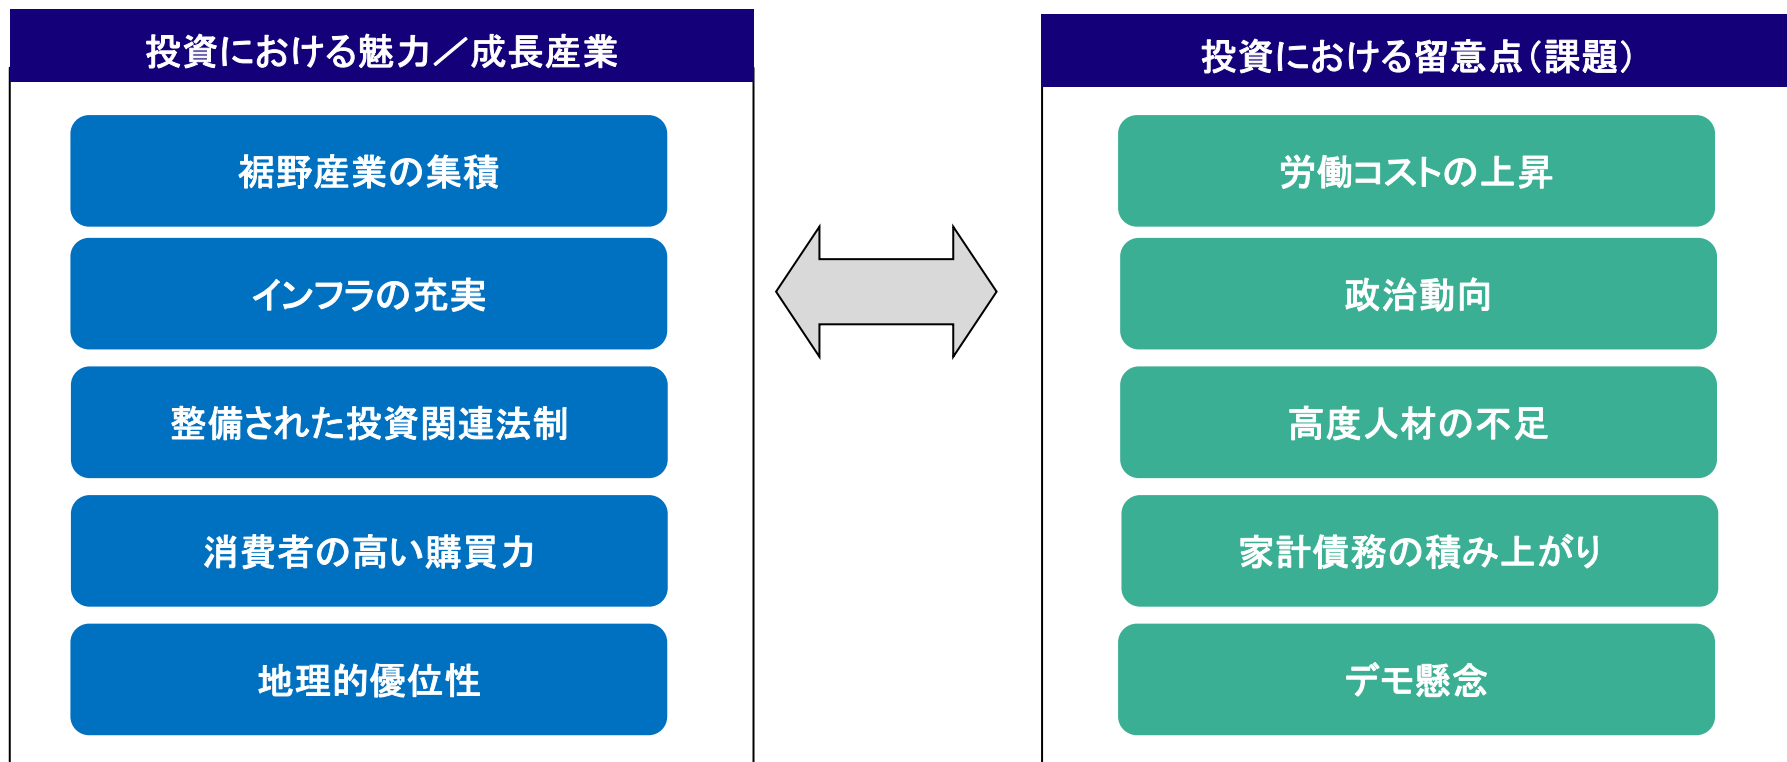 投資における魅力／成長産業
裾野産業の集積
インフラの充実
整備された投資関連法制
消費者の高い購買力
地理的優位性
投資における留意点（課題）
労働コストの上昇
政治動向
高度人材の不足
家計債務の積み上がり
デモ懸念